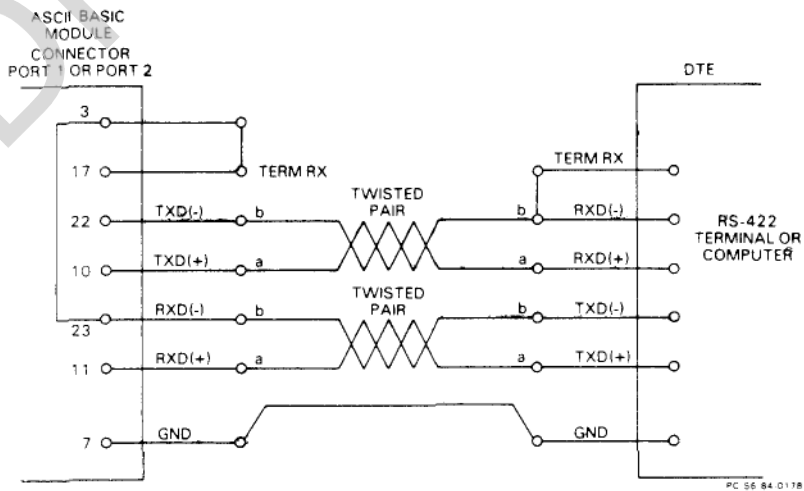 ASCII BASIC
MODULE
CONNECTOR
PORT 1 OR PORT 2
DTE
3
17
TERM RX
TERM RX
22
TXD(-)
b
TWISTED
PAIR
b
RXD(-)
10
TXD(+)
a
a
RXD(+)
RS-422
TERMINAL OR
COMPUTER
23
RXD(-)
b
TWISTED
PAIR
b
TXD(-)
11
RXD(+)
a
a
TXD(+)
7
GND
GND
PC 56 84 0178